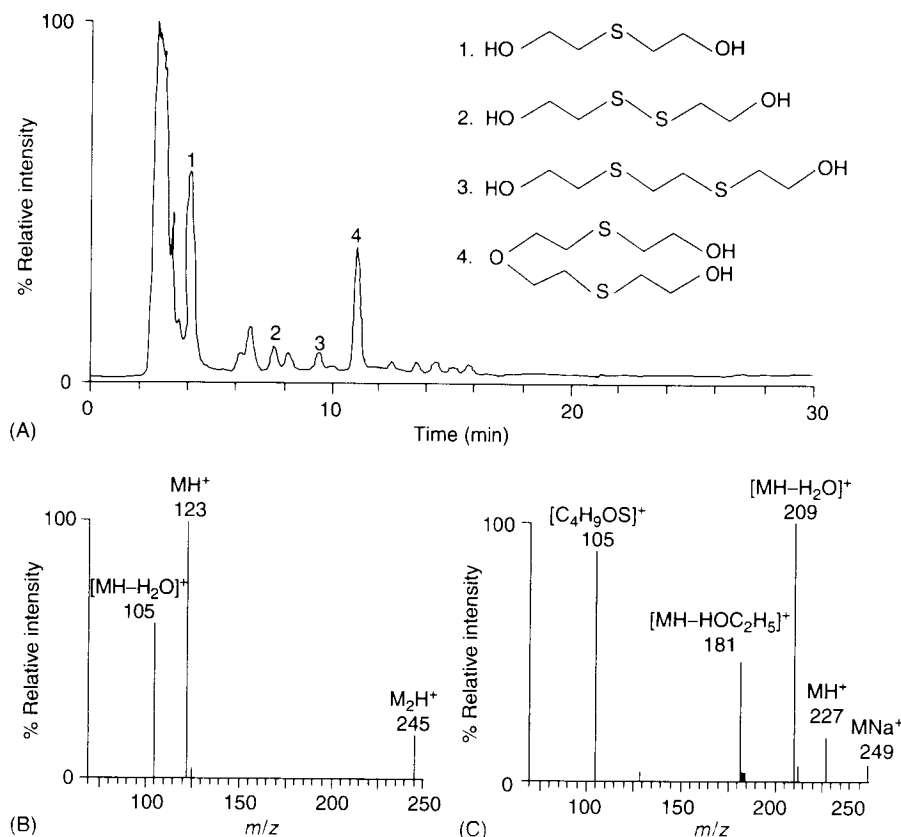 100
% Relative intensity
0
0 10 20 30
Time (min)
(A)
1
2
3
4
1. HO S OH
2. HO S S OH
3. HO S S OH
4. O S OH S OH
MH⁺
123
100
[MH–H₂O]⁺
105
M₂H⁺
245
% Relative intensity
0
100 150 200 250
m/z
(B)
[MH–H₂O]⁺
209
100
[C₄H₉OS]⁺
105
[MH–HOC₂H₅]⁺
181
MH⁺
227
MNa⁺
249
% Relative intensity
0
100 150 200 250
m/z
(C)